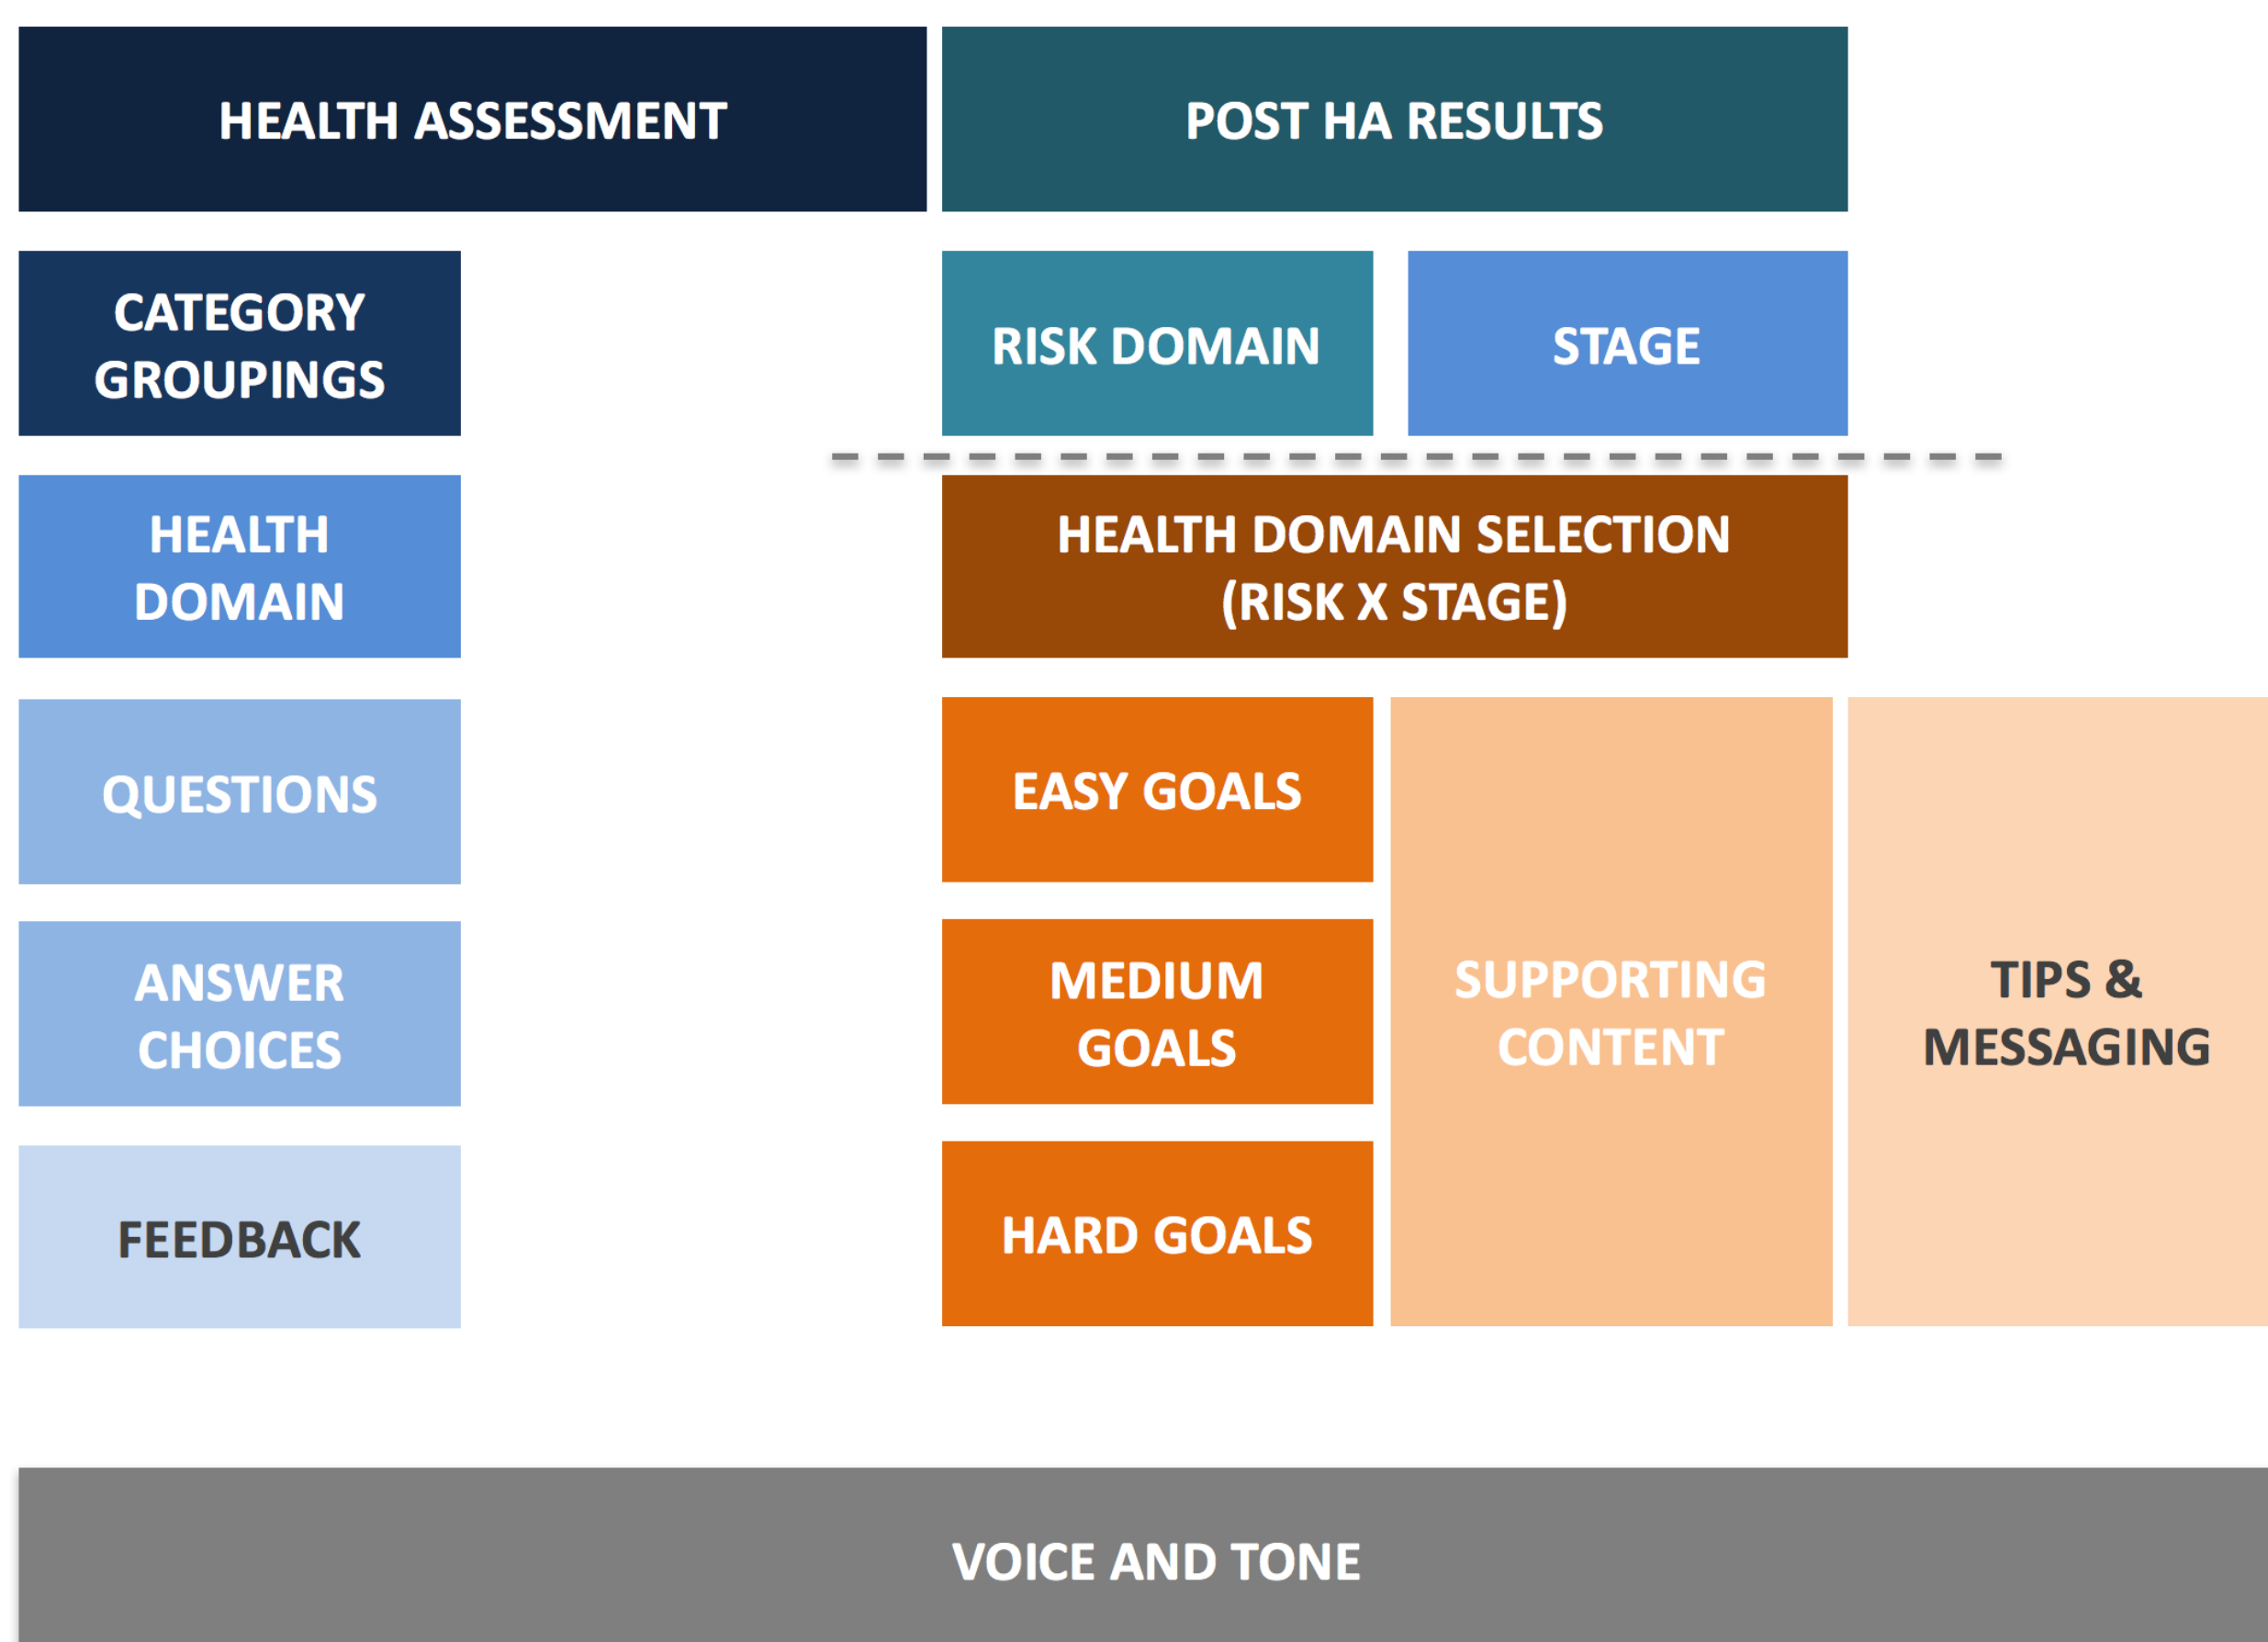 HEALTH ASSESSMENT
POST HA RESULTS
CATEGORY
GROUPINGS
RISK DOMAIN
STAGE
HEALTH
DOMAIN
HEALTH DOMAIN SELECTION
(RISK X STAGE)
QUESTIONS
EASY GOALS
ANSWER
CHOICES
MEDIUM
GOALS
SUPPORTING
CONTENT
TIPS &
MESSAGING
FEEDBACK
HARD GOALS
VOICE AND TONE